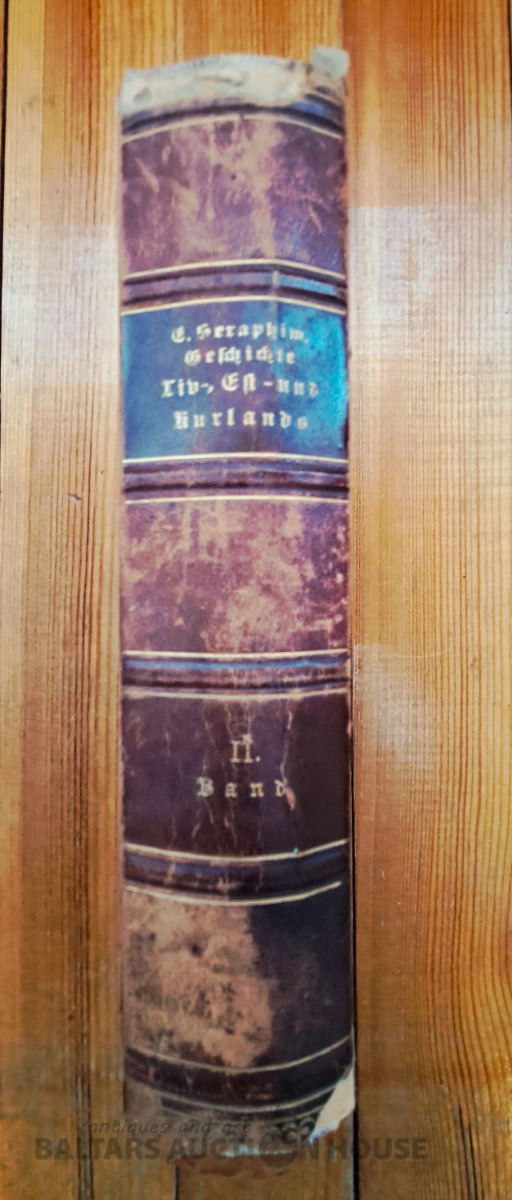 E. Seraphim.
Geschichte
Liv-, Est- und
Kurlands
II.
Band
antiques and art
BALTARS AUCTION HOUSE